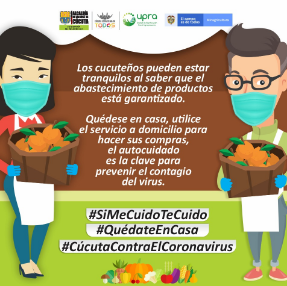 upra
Los cucuteños pueden estar
tranquilos al saber que el
abastecimiento de productos
está garantizado.
Quédese en casa, utilice
el servicio a domicilio para
hacer sus compras,
el autocuidado
es la clave para
prevenir el contagio
del virus.
#SiMeCuidoTeCuido
#QuédateEnCasa
#CúcutaContraElCoronavirus